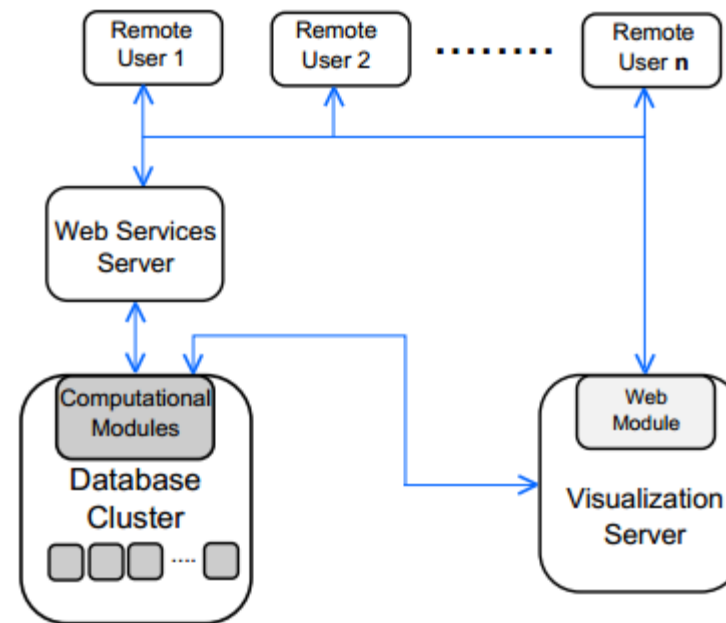 Remote
User 1
Remote
User 2
........
Remote
User n
Web Services
Server
Computational
Modules
Database
Cluster
....
Web
Module
Visualization
Server